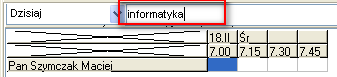 Dzisiaj informatyka
18.II Śr
7.00 7.15 7.30 7.45
Pan Szymczak Maciej